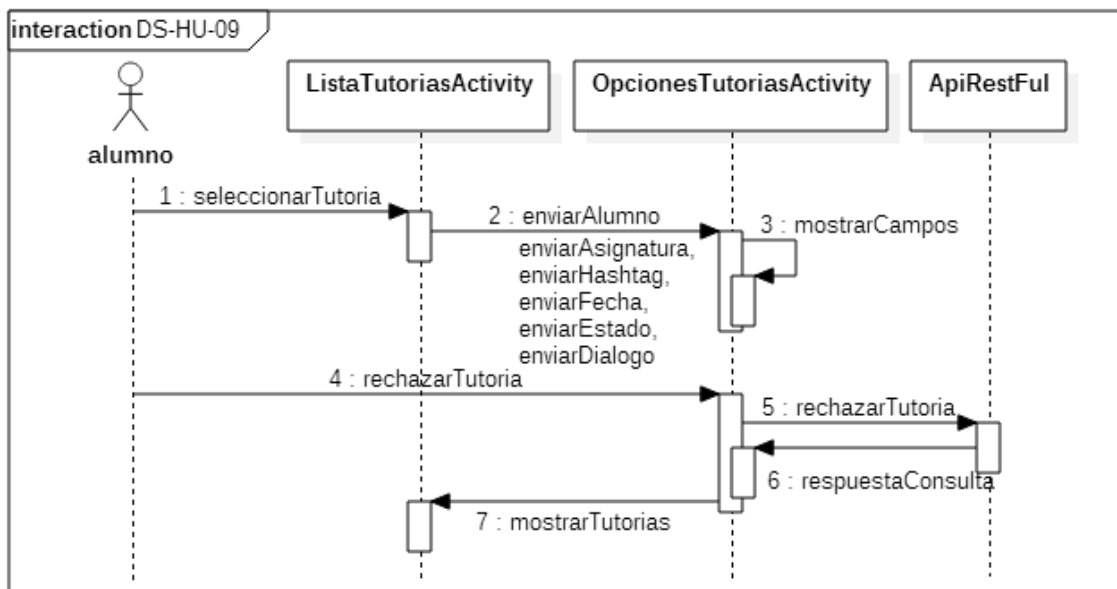 interaction DS-HU-09
ListaTutoriasActivity
OpcionesTutoriasActivity
ApiRestFul
alumno
1 : seleccionarTutoria
2 : enviarAlumno
enviarAsignatura,
enviarHashtag,
enviarFecha,
enviarEstado,
enviarDialogo
3 : mostrarCampos
4 : rechazarTutoria
5 : rechazarTutoria
6 : respuestaConsulta
7 : mostrarTutorias